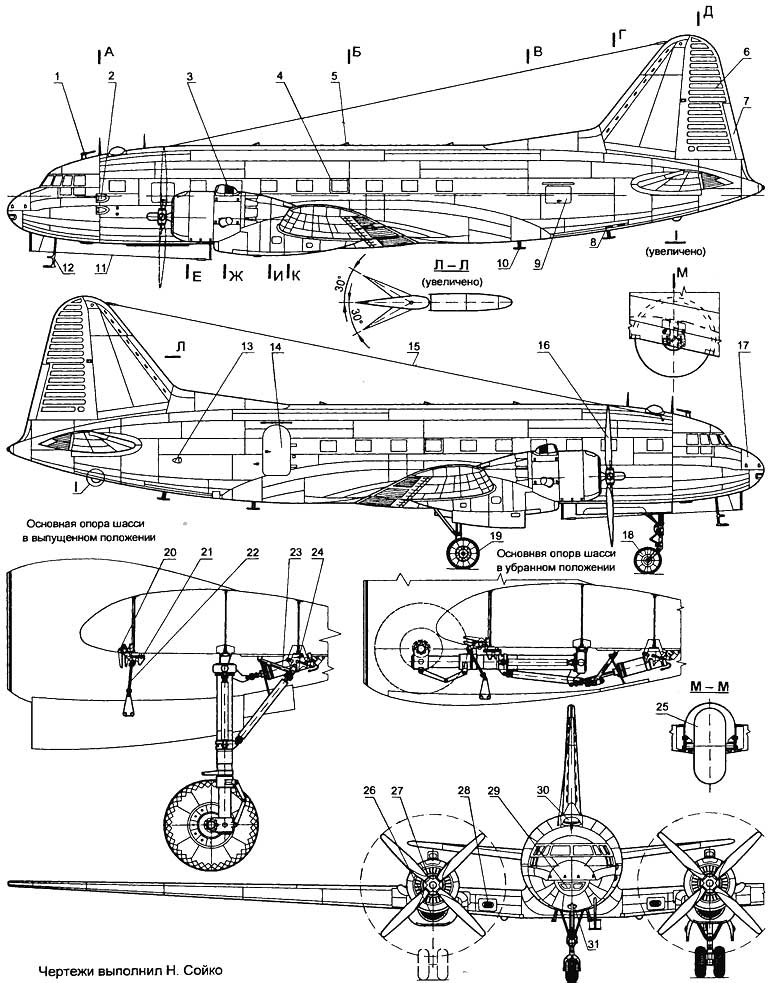 А
Б
В
Г
Д
1
2
3
4
5
6
7
12
11
Е
Ж
И К
10
9
8
Л – Л
(увеличено)
30°
30°
I
(увеличено)
М
Л
13
14
15
16
17
I
Основная опора шасси
в выпущенном положении
19
Основная опорв шасси
в убранном положении
18
20
21
22
23
24
М – М
25
26
27
28
29
30
31
Чертежи выполнил Н. Сойко